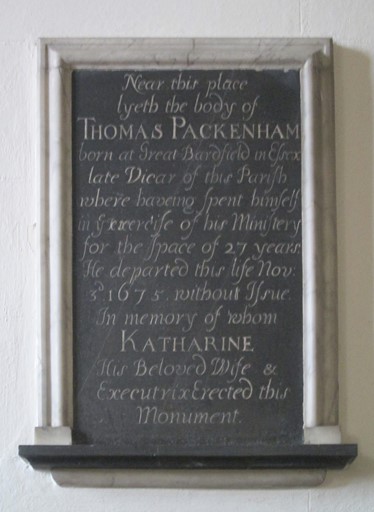 Near this place
lyeth the body of
THOMAS PACKENHAM
born at Great Bardfield in Essex
late Vicar of this Parish
where haveing spent himself
in ye exercise of his Ministery
for the space of 27 years.
He departed this life Nov:
3d. 1675. without Issue.
In memory of whom
KATHARINE
His Beloved Wife &
Executrix Erected this
Monument.